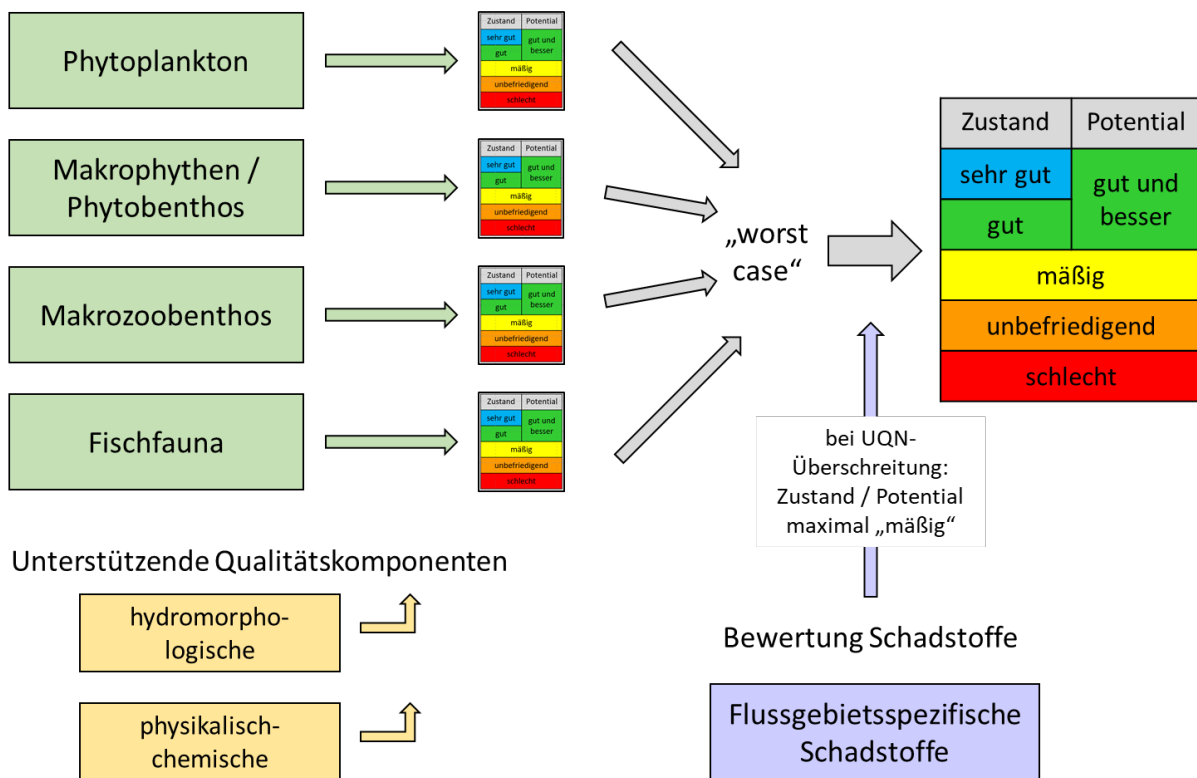 Phytoplankton
Zustand Potential
sehr gut
gut und
besser
gut
mäßig
unbefriedigend
schlecht
Makrophythen /
Phytobenthos
Zustand Potential
sehr gut
gut und
besser
gut
mäßig
unbefriedigend
schlecht
Makrozoobenthos
Zustand Potential
sehr gut
gut und
besser
gut
mäßig
unbefriedigend
schlecht
Fischfauna
Zustand Potential
sehr gut
gut und
besser
gut
mäßig
unbefriedigend
schlecht
„worst
case“
Zustand Potential
sehr gut
gut und
besser
gut
mäßig
unbefriedigend
schlecht
bei UQN-
Überschreitung:
Zustand / Potential
maximal „mäßig“
Unterstützende Qualitätskomponenten
hydromorpho-
logische
physikalisch-
chemische
Bewertung Schadstoffe
Flussgebietsspezifische
Schadstoffe